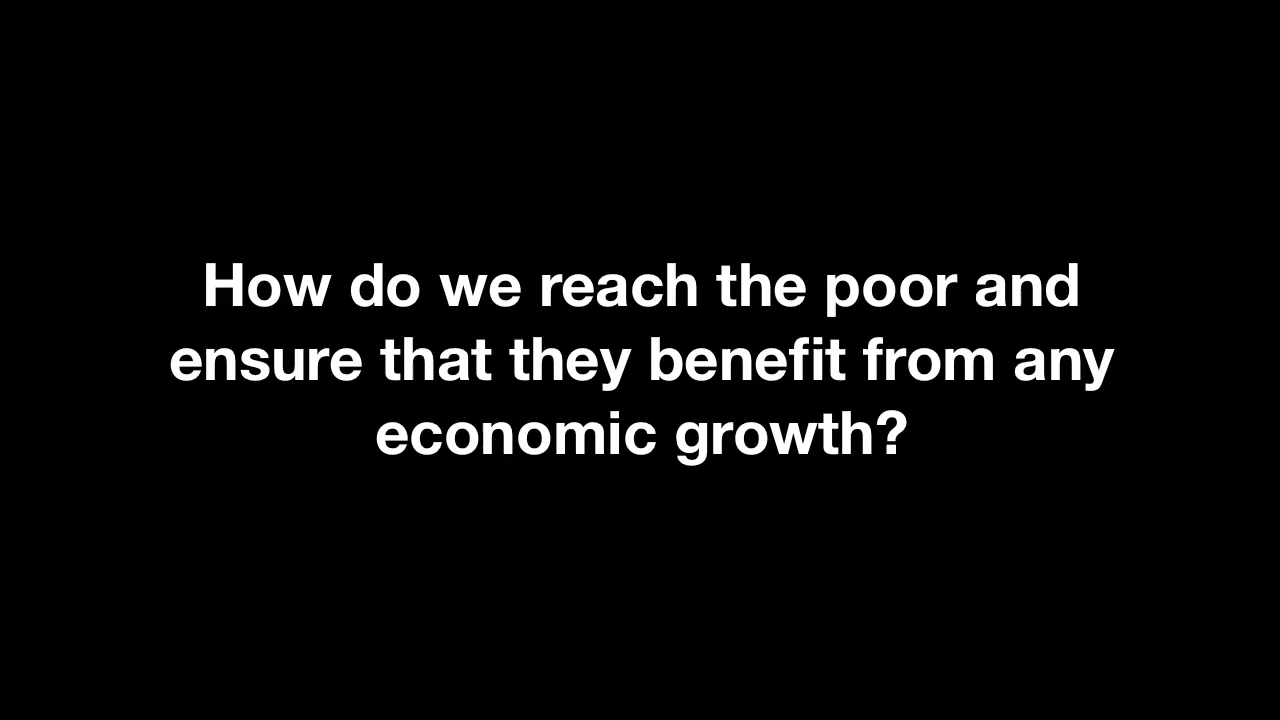 How do we reach the poor and
ensure that they benefit from any
economic growth?